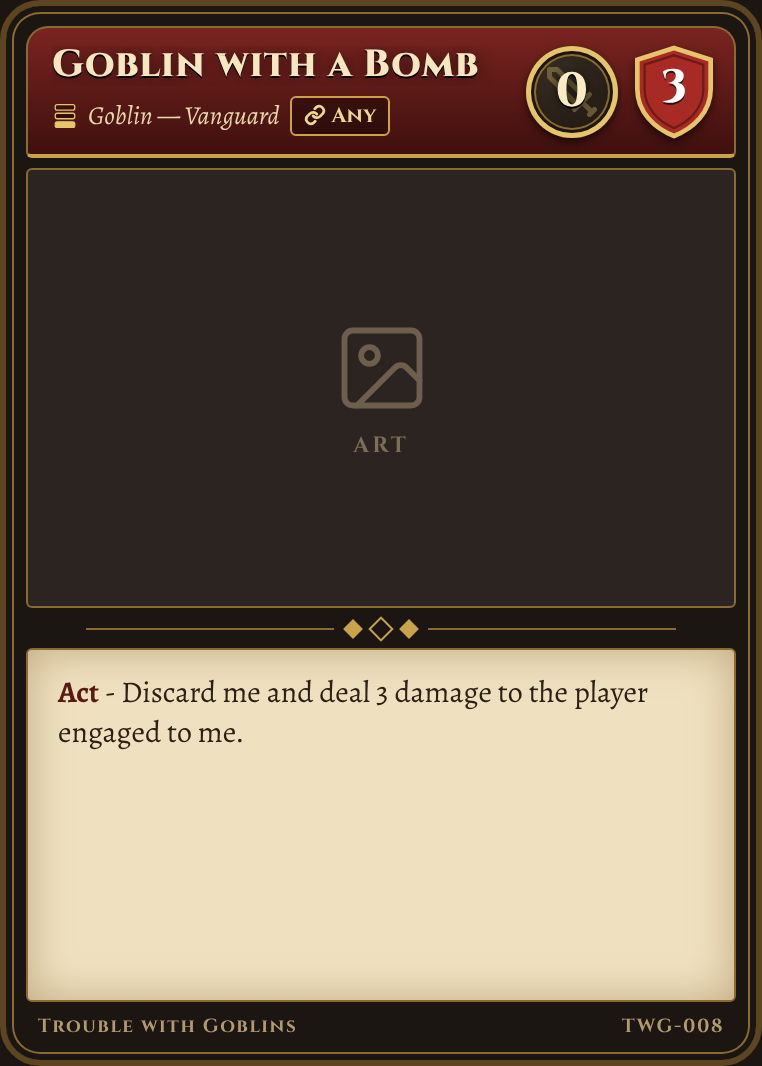 Goblin with a Bomb
0
3
Goblin — Vanguard
Any
ART
Act - Discard me and deal 3 damage to the player
engaged to me.
Trouble with Goblins
TWG-008